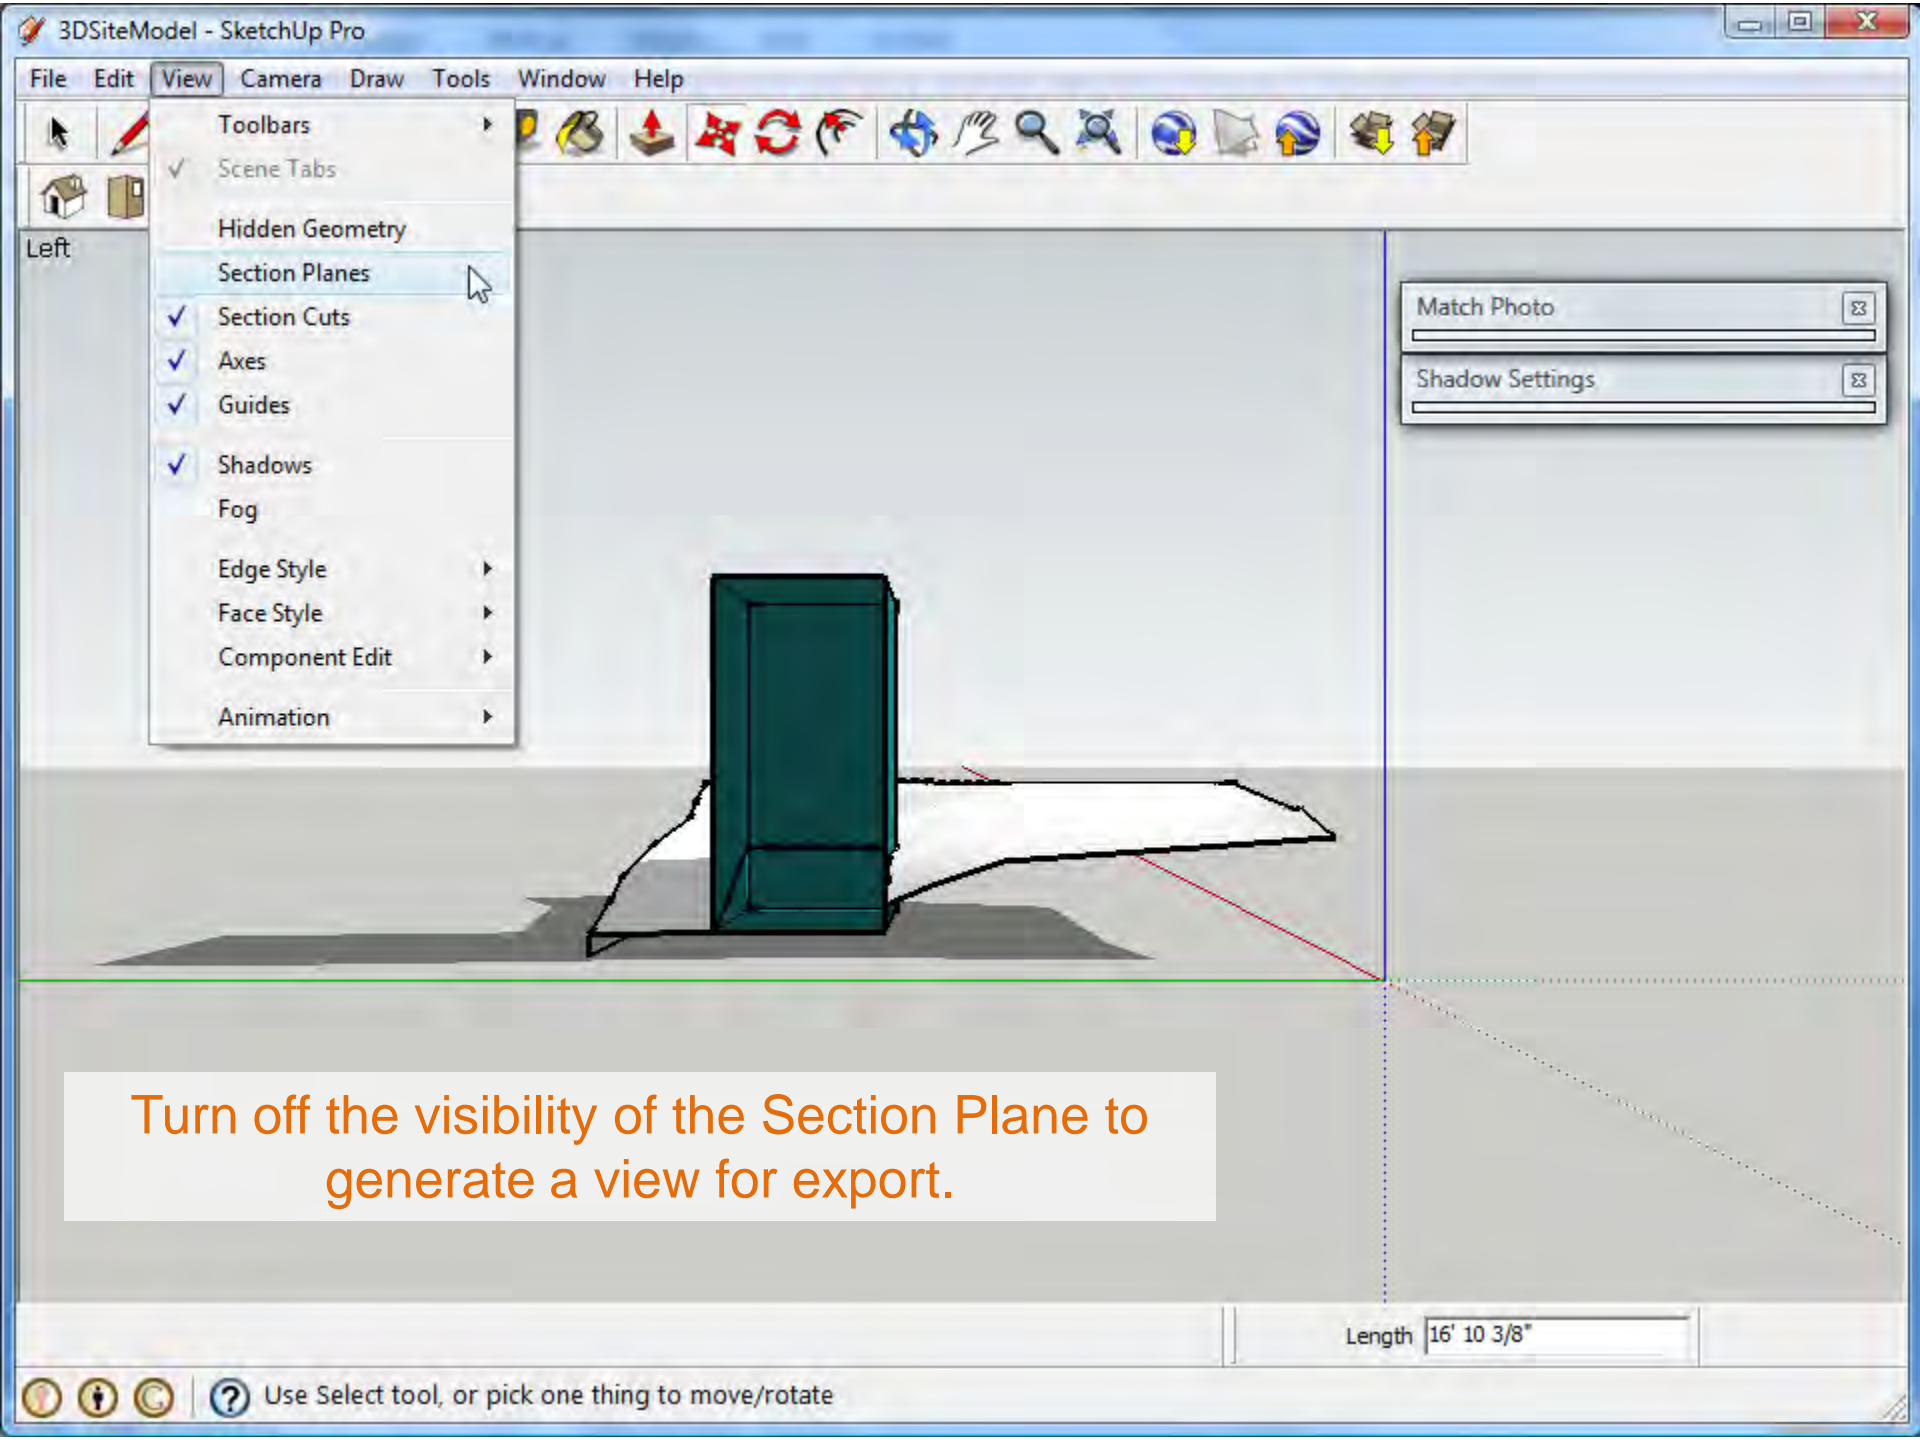 3DSiteModel - SketchUp Pro
File Edit View Camera Draw Tools Window Help
Toolbars
Scene Tabs
Hidden Geometry
Section Planes
Section Cuts
Axes
Guides
Shadows
Fog
Edge Style
Face Style
Component Edit
Animation
Left
Match Photo
Shadow Settings
Turn off the visibility of the Section Plane to
generate a view for export.
Length 16' 10 3/8"
Use Select tool, or pick one thing to move/rotate